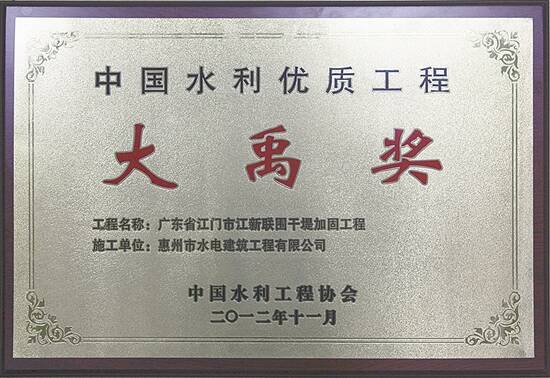 中国水利优质工程
大禹奖
工程名称：广东省江门市江新联围干堤加固工程
施工单位：惠州市水电建筑工程有限公司
中国水利工程协会
二〇一二年十一月